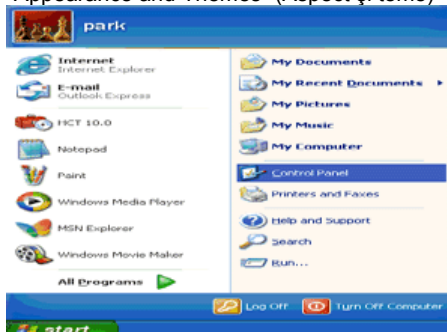 "Appearance and Themes" (Aspect şi teme)
park
Internet
Internet Explorer
E-mail
Outlook Express
HCT 10.0
Notepad
Paint
Windows Media Player
MSN Explorer
Windows Movie Maker
All Programs
My Documents
My Recent Documents
My Pictures
My Music
My Computer
Control Panel
Printers and Faxes
Help and Support
Search
Run...
Log Off
Turn Off Computer
start